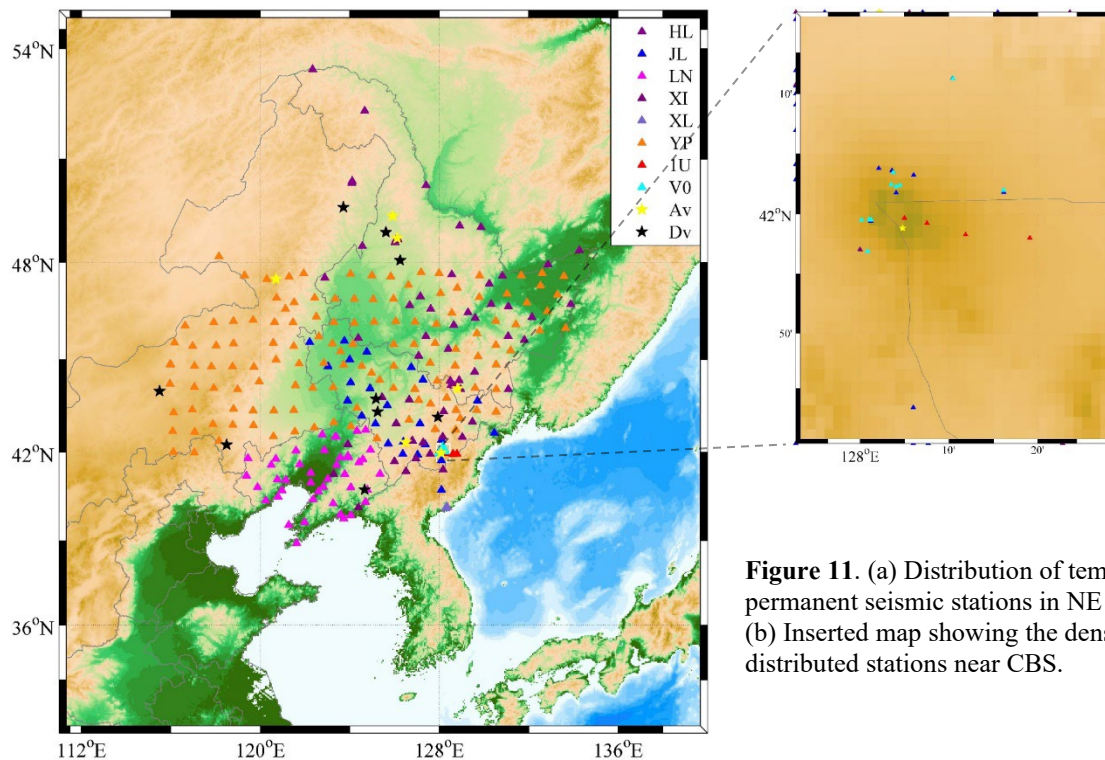 54°N
48°N
42°N
36°N
112°E
120°E
128°E
136°E
HL
JL
LN
XI
XL
YP
1U
V0
Av
Dv
10'
42°N
50'
128°E
10'
20'
Figure 11. (a) Distribution of tem
permanent seismic stations in NE
(b) Inserted map showing the dens
distributed stations near CBS.